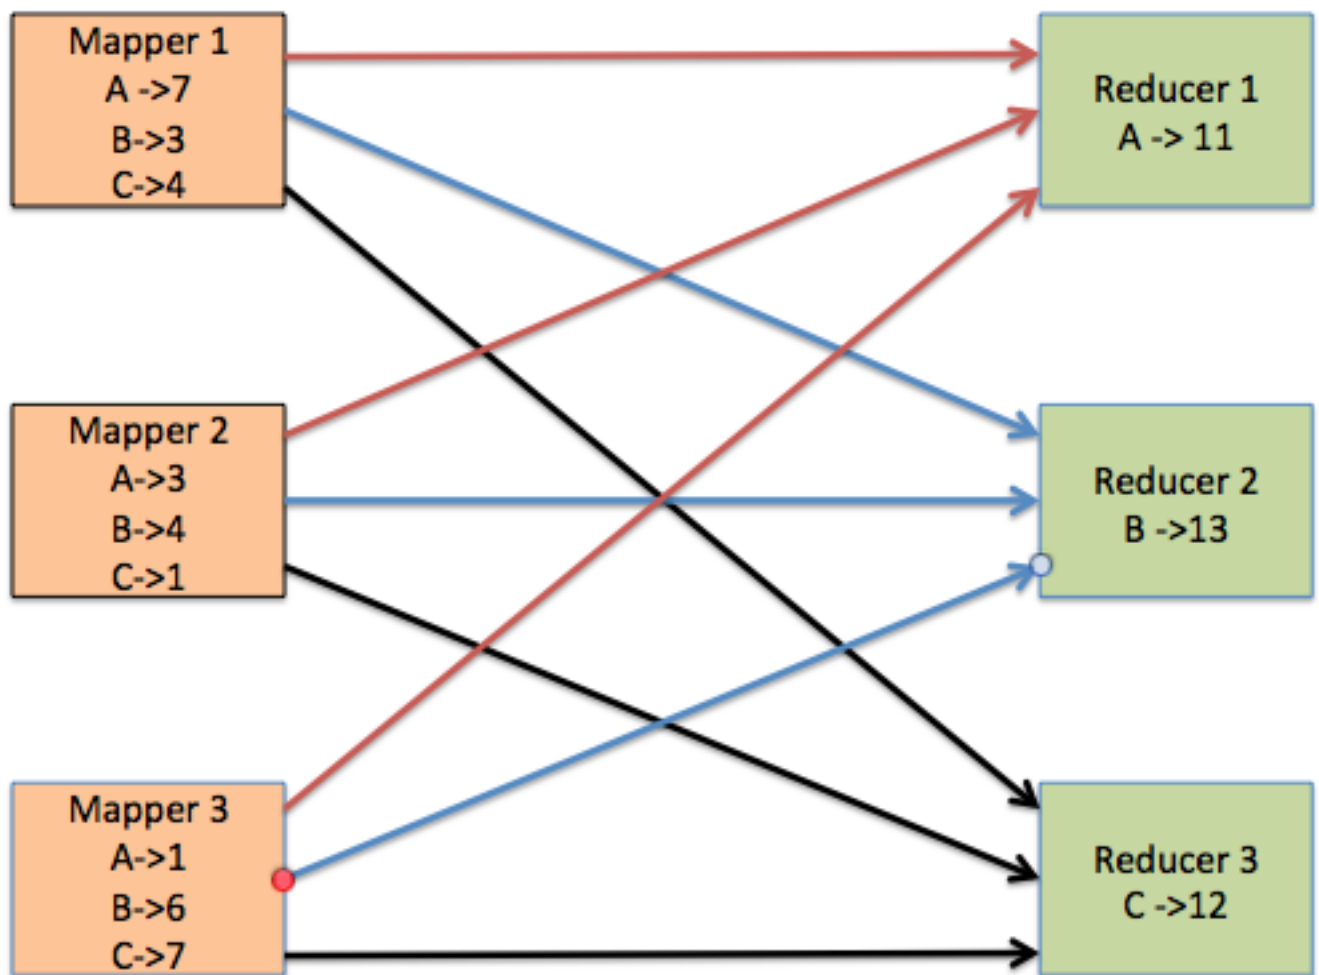 Mapper 1
A ->7
B->3
C->4
Reducer 1
A -> 11
Mapper 2
A->3
B->4
C->1
Reducer 2
B ->13
Mapper 3
A->1
B->6
C->7
Reducer 3
C ->12